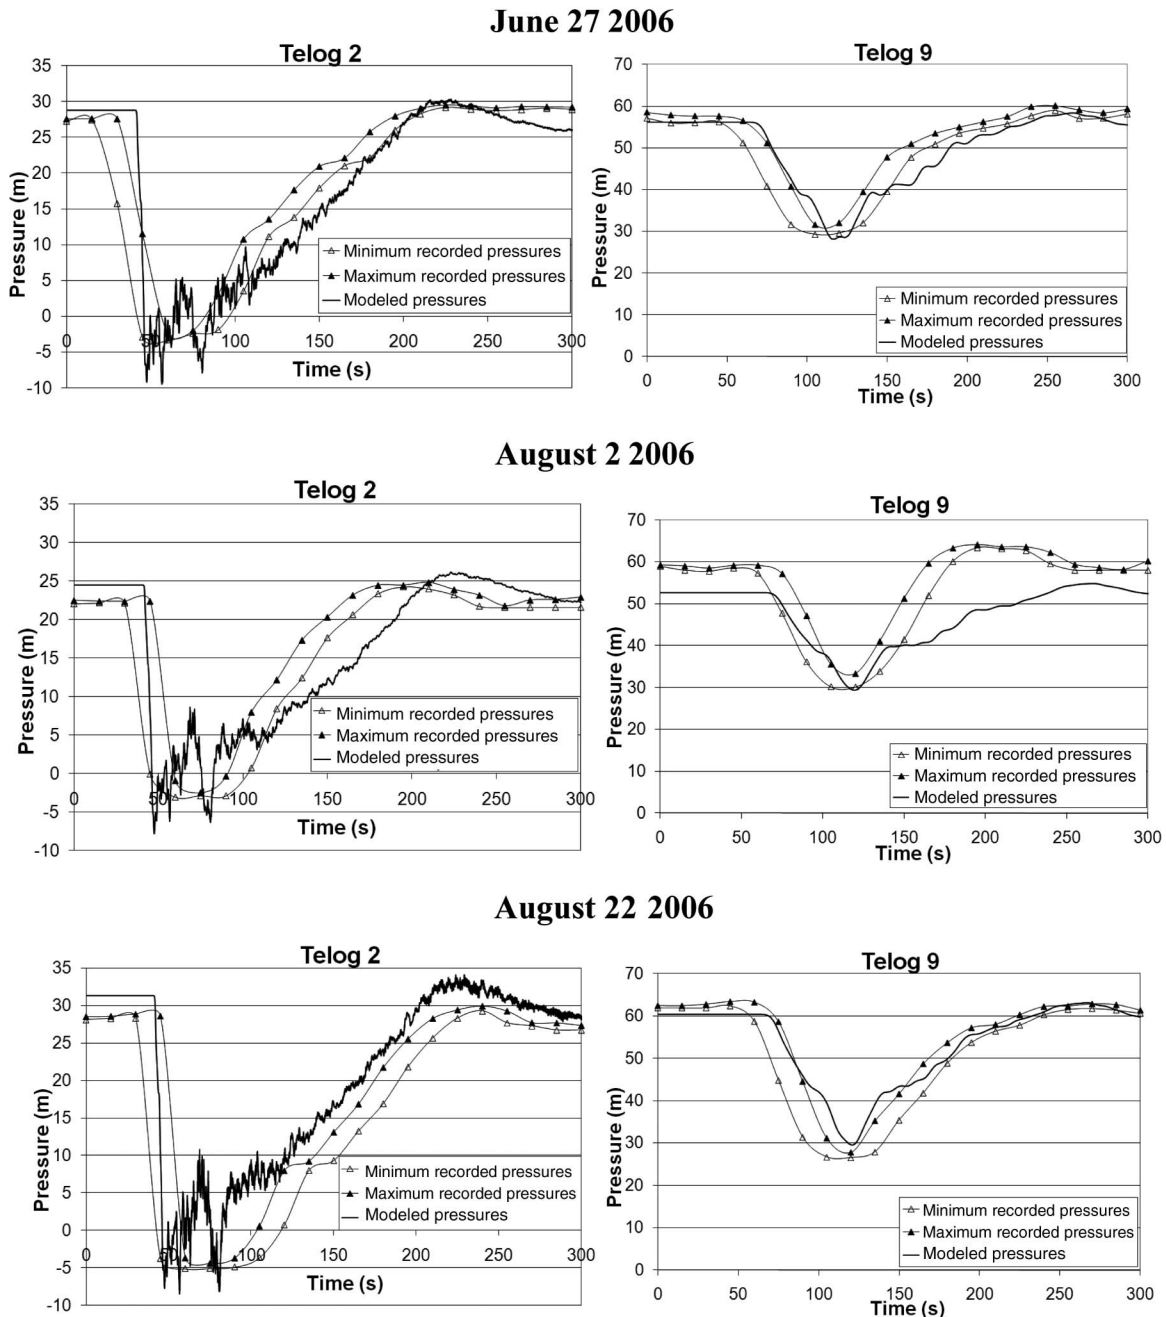 June 27 2006
Telog 2
35
30
25
20
15
10
5
0
-5
-10
Pressure (m)
0 50 100 150 200 250 300
Time (s)
Minimum recorded pressures
Maximum recorded pressures
Modeled pressures
Telog 9
70
60
50
40
30
20
10
0
Pressure (m)
0 50 100 150 200 250 300
Time (s)
Minimum recorded pressures
Maximum recorded pressures
Modeled pressures
August 2 2006
Telog 2
35
30
25
20
15
10
5
0
-5
-10
Pressure (m)
0 50 100 150 200 250 300
Time (s)
Minimum recorded pressures
Maximum recorded pressures
Modeled pressures
Telog 9
70
60
50
40
30
20
10
0
Pressure (m)
0 50 100 150 200 250 300
Time (s)
Minimum recorded pressures
Maximum recorded pressures
Modeled pressures
August 22 2006
Telog 2
35
30
25
20
15
10
5
0
-5
-10
Pressure (m)
0 50 100 150 200 250 300
Time (s)
Minimum recorded pressures
Maximum recorded pressures
Modeled pressures
Telog 9
70
60
50
40
30
20
10
0
Pressure (m)
0 50 100 150 200 250 300
Time (s)
Minimum recorded pressures
Maximum recorded pressures
Modeled pressures